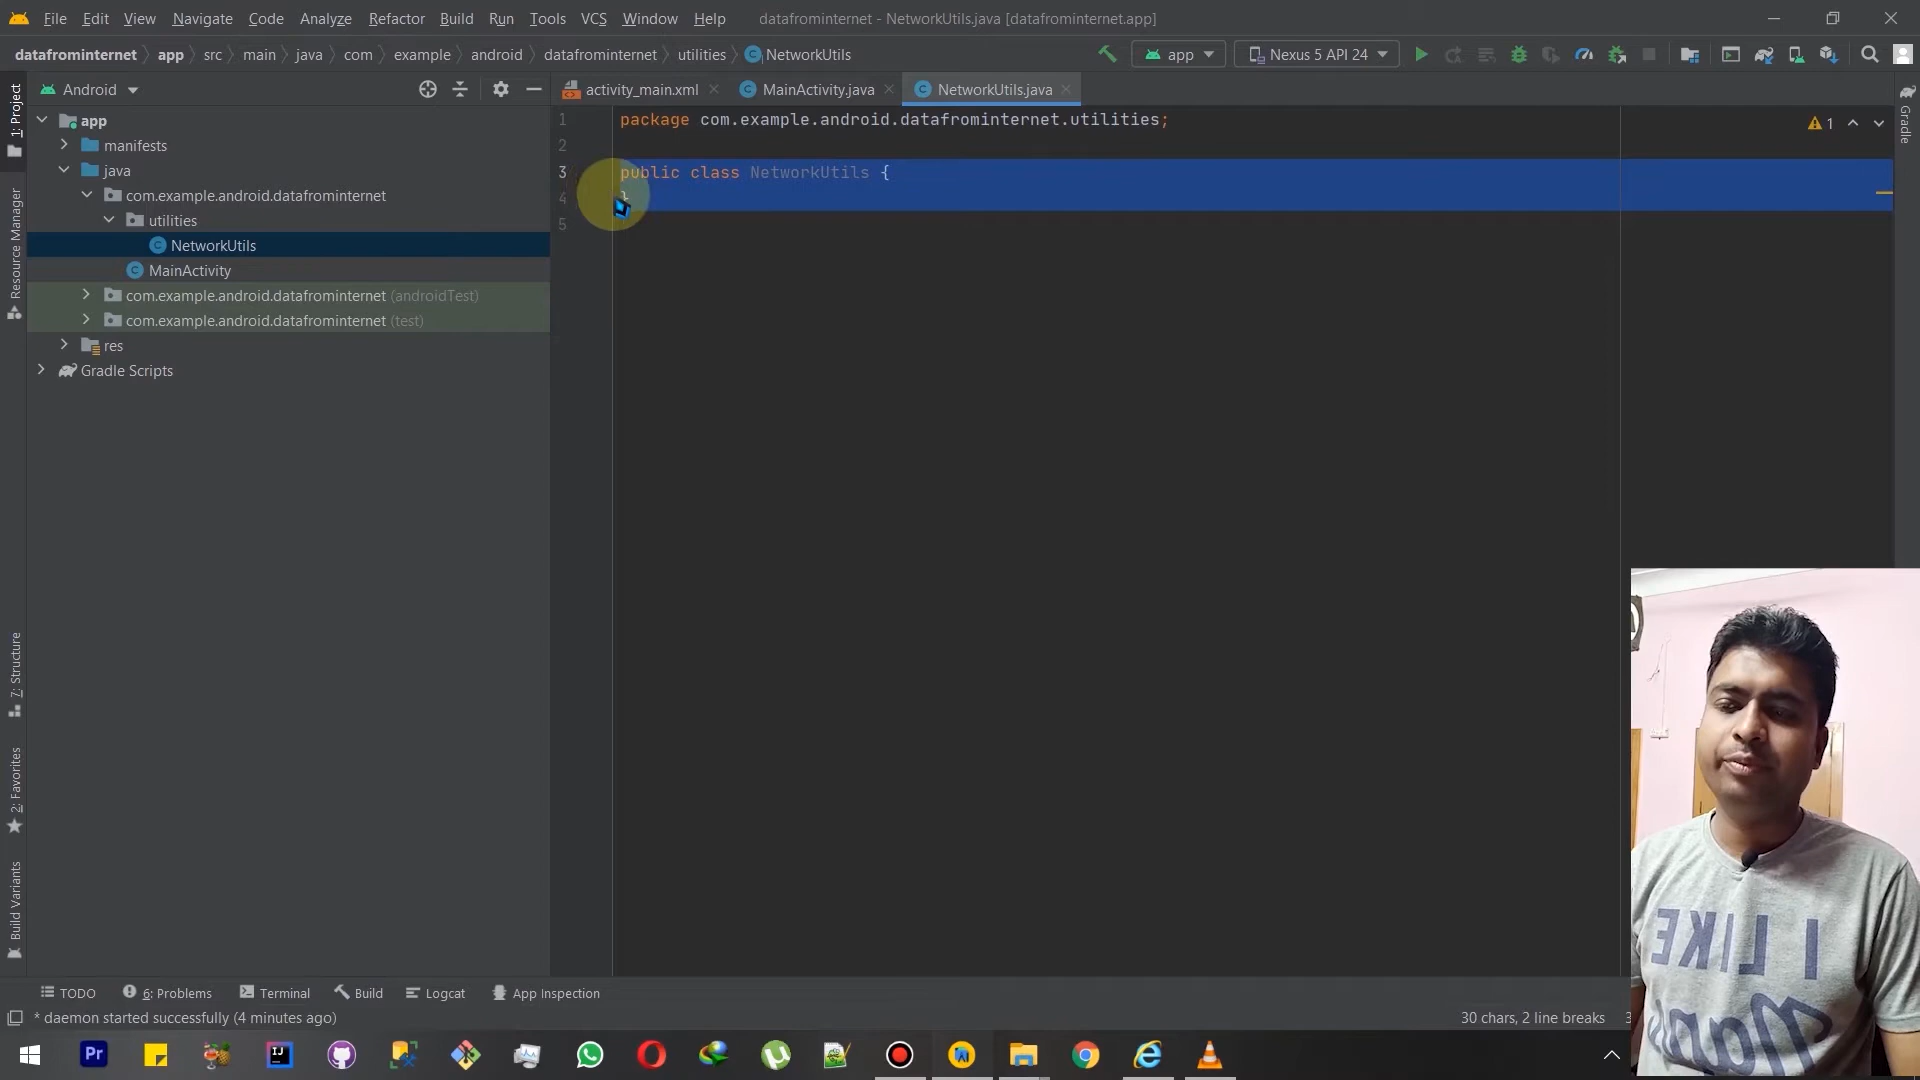 File Edit View Navigate Code Analyze Refactor Build Run Tools VCS Window Help datafrominternet - NetworkUtils.java [datafrominternet.app]
datafrominternet app src main java com example android datafrominternet utilities NetworkUtils app Nexus 5 API 24
1: Project
Resource Manager
7: Structure
2: Favorites
Build Variants
Android
app
manifests
java
com.example.android.datafrominternet
utilities
NetworkUtils
MainActivity
com.example.android.datafrominternet (androidTest)
com.example.android.datafrominternet (test)
res
Gradle Scripts
activity_main.xml MainActivity.java NetworkUtils.java
1 package com.example.android.datafrominternet.utilities;
2
3 public class NetworkUtils {
4 }
5
1
Gradle
I LIKE
TODO 6: Problems Terminal Build Logcat App Inspection
* daemon started successfully (4 minutes ago) 30 chars, 2 line breaks
Pr IJ